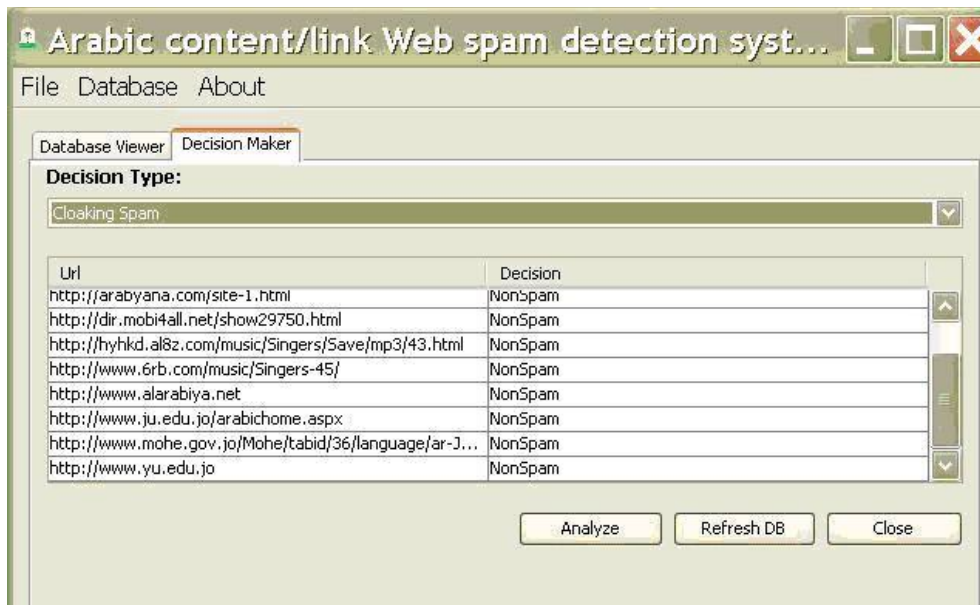 Arabic content/link Web spam detection syst...
File Database About
Database Viewer Decision Maker
Decision Type:
Cloaking Spam
Url Decision
http://arabyana.com/site-1.html NonSpam
http://dir.mobi4all.net/show29750.html NonSpam
http://hyhkd.al8z.com/music/Singers/Save/mp3/43.html NonSpam
http://www.6rb.com/music/Singers-45/ NonSpam
http://www.alarabiya.net NonSpam
http://www.ju.edu.jo/arabichome.aspx NonSpam
http://www.mohe.gov.jo/Mohe/tabid/36/language/ar-J... NonSpam
http://www.yu.edu.jo NonSpam
Analyze Refresh DB Close